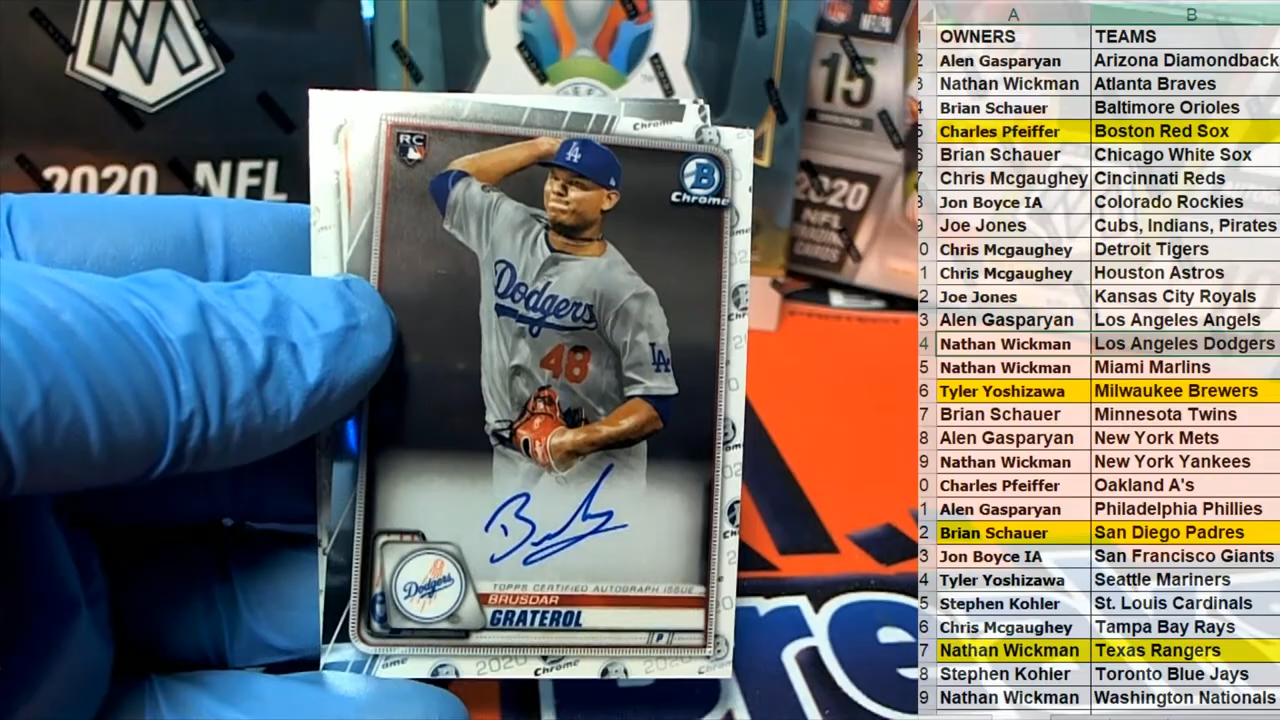 2020 NFL
15
2020
NFL
RC
LA
B
Chrome
Chrome
Dodgers
48
LA
Dodgers
TOPPS CERTIFIED AUTOGRAPH ISSUE
BRUSDAR
GRATEROL
P
2020
Chrome
re
A B
OWNERS TEAMS
Alen Gasparyan Arizona Diamondback
Nathan Wickman Atlanta Braves
Brian Schauer Baltimore Orioles
Charles Pfeiffer Boston Red Sox
Brian Schauer Chicago White Sox
Chris Mcgaughey Cincinnati Reds
Jon Boyce IA Colorado Rockies
Joe Jones Cubs, Indians, Pirates
Chris Mcgaughey Detroit Tigers
Chris Mcgaughey Houston Astros
Joe Jones Kansas City Royals
Alen Gasparyan Los Angeles Angels
Nathan Wickman Los Angeles Dodgers
Nathan Wickman Miami Marlins
Tyler Yoshizawa Milwaukee Brewers
Brian Schauer Minnesota Twins
Alen Gasparyan New York Mets
Nathan Wickman New York Yankees
Charles Pfeiffer Oakland A's
Alen Gasparyan Philadelphia Phillies
Brian Schauer San Diego Padres
Jon Boyce IA San Francisco Giants
Tyler Yoshizawa Seattle Mariners
Stephen Kohler St. Louis Cardinals
Chris Mcgaughey Tampa Bay Rays
Nathan Wickman Texas Rangers
Stephen Kohler Toronto Blue Jays
Nathan Wickman Washington Nationals